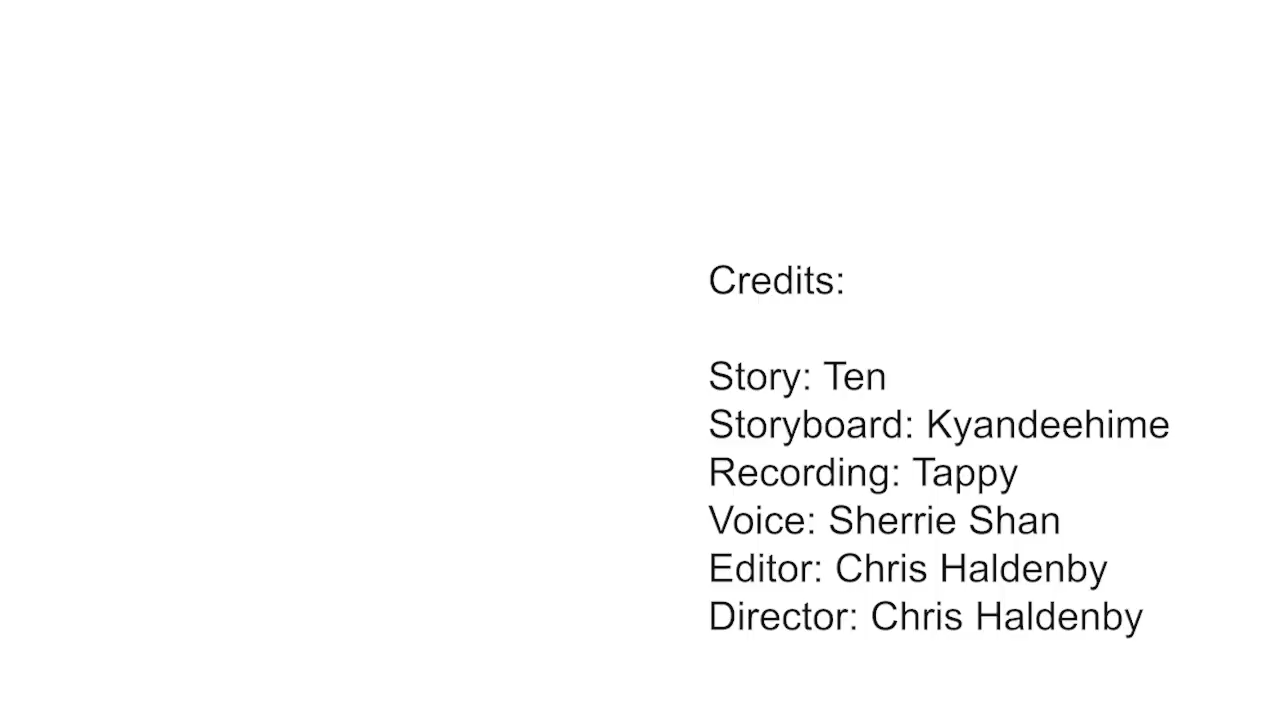 Credits:
Story: Ten
Storyboard: Kyandeehime
Recording: Tappy
Voice: Sherrie Shan
Editor: Chris Haldenby
Director: Chris Haldenby